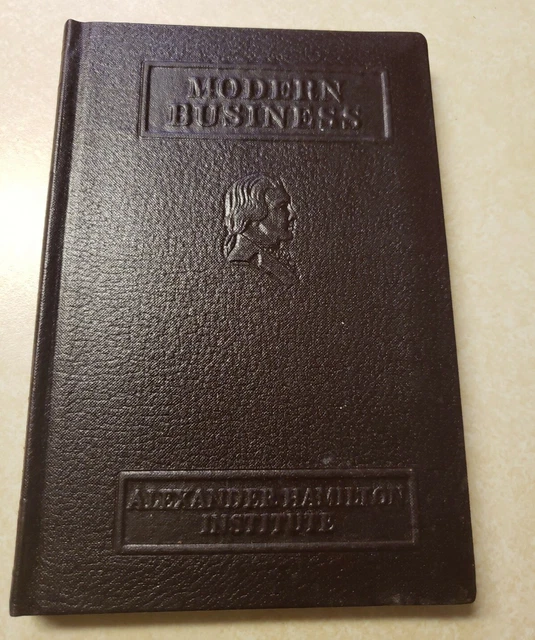 MODERN
BUSINESS
ALEXANDER HAMILTON
INSTITUTE